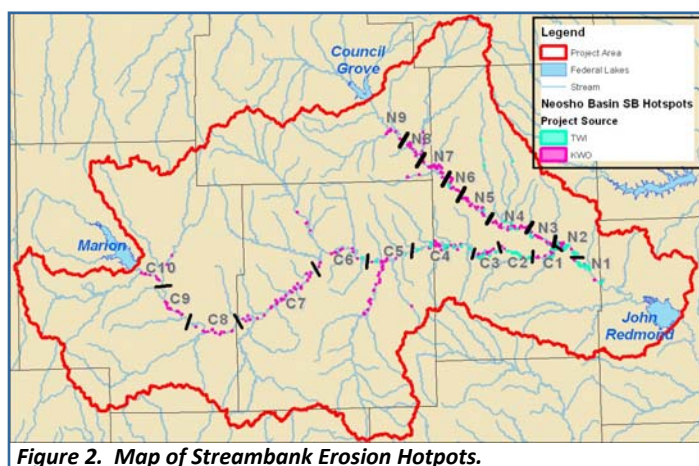 Legend
Project Area
Federal Lakes
Stream
Neosho Basin SB Hotspots
Project Source
TWI
KWO
Council
Grove
N9
N8
N7
N6
N5
N4
N3
N2
N1
Marion
C10
C9
C8
C7
C6
C5
C4
C3
C2
C1
John
Redmond
Figure 2. Map of Streambank Erosion Hotpots.